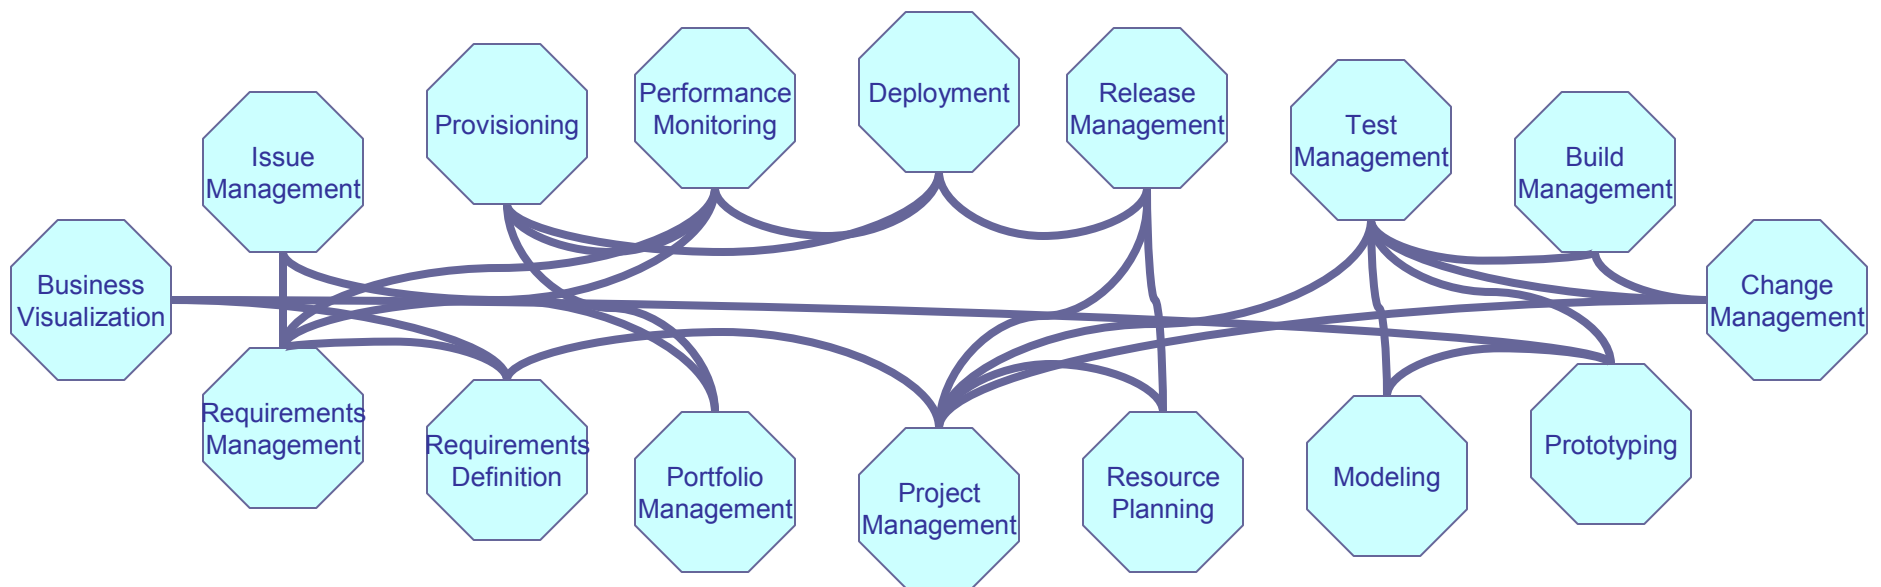 Performance
Monitoring
Deployment
Release
Management
Provisioning
Test
Management
Issue
Management
Build
Management
Business
Visualization
Change
Management
Requirements
Management
Requirements
Definition
Portfolio
Management
Project
Management
Resource
Planning
Modeling
Prototyping